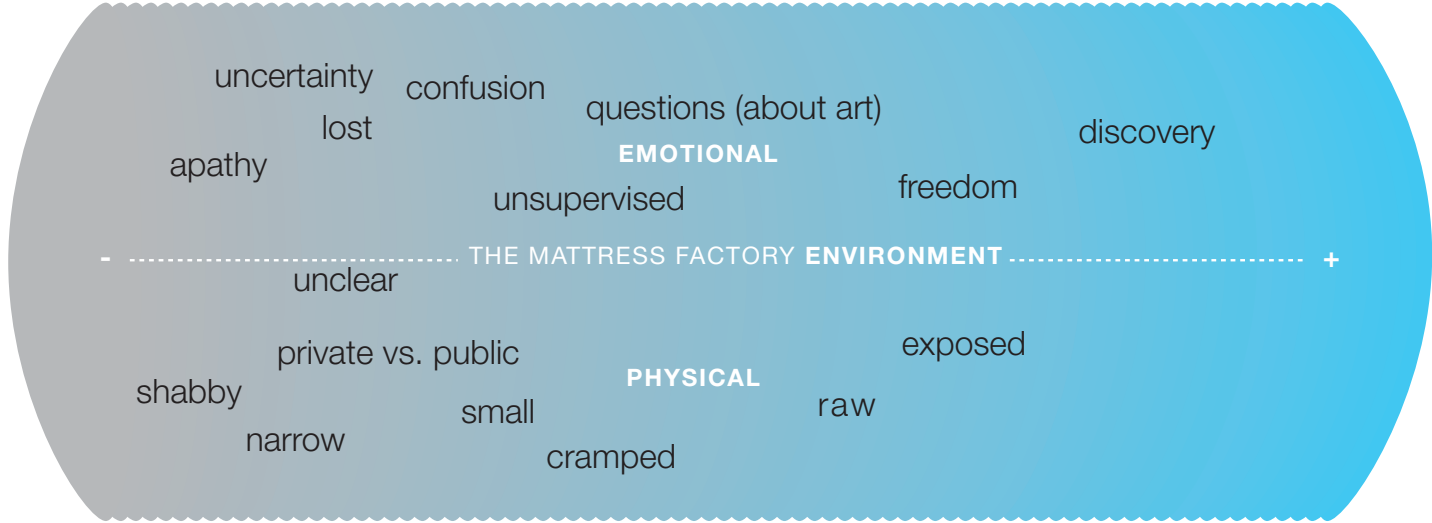 uncertainty
confusion
questions (about art)
lost
discovery
EMOTIONAL
apathy
freedom
unsupervised
- THE MATTRESS FACTORY ENVIRONMENT +
unclear
exposed
private vs. public
PHYSICAL
shabby
raw
small
narrow
cramped